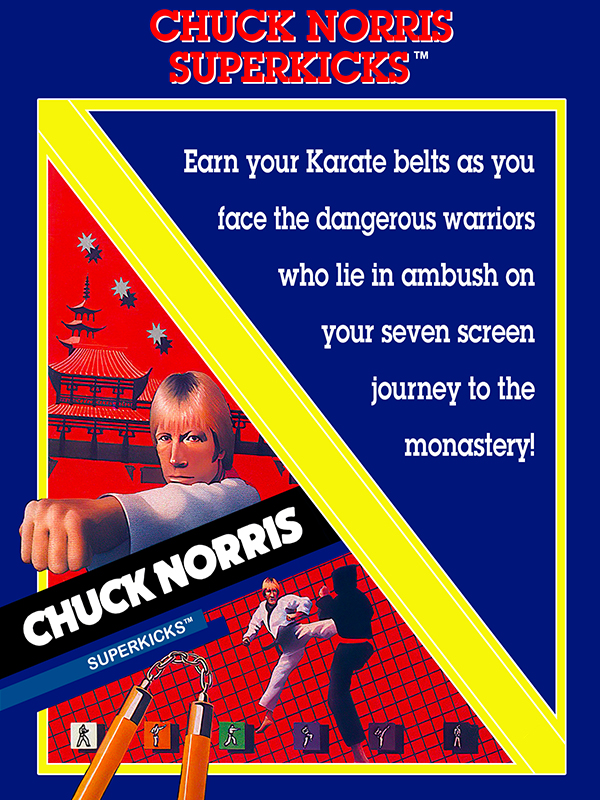 CHUCK NORRIS
SUPERKICKS™
Earn your Karate belts as you
face the dangerous warriors
who lie in ambush on
your seven screen
journey to the
monastery!
CHUCK NORRIS
SUPERKICKS™